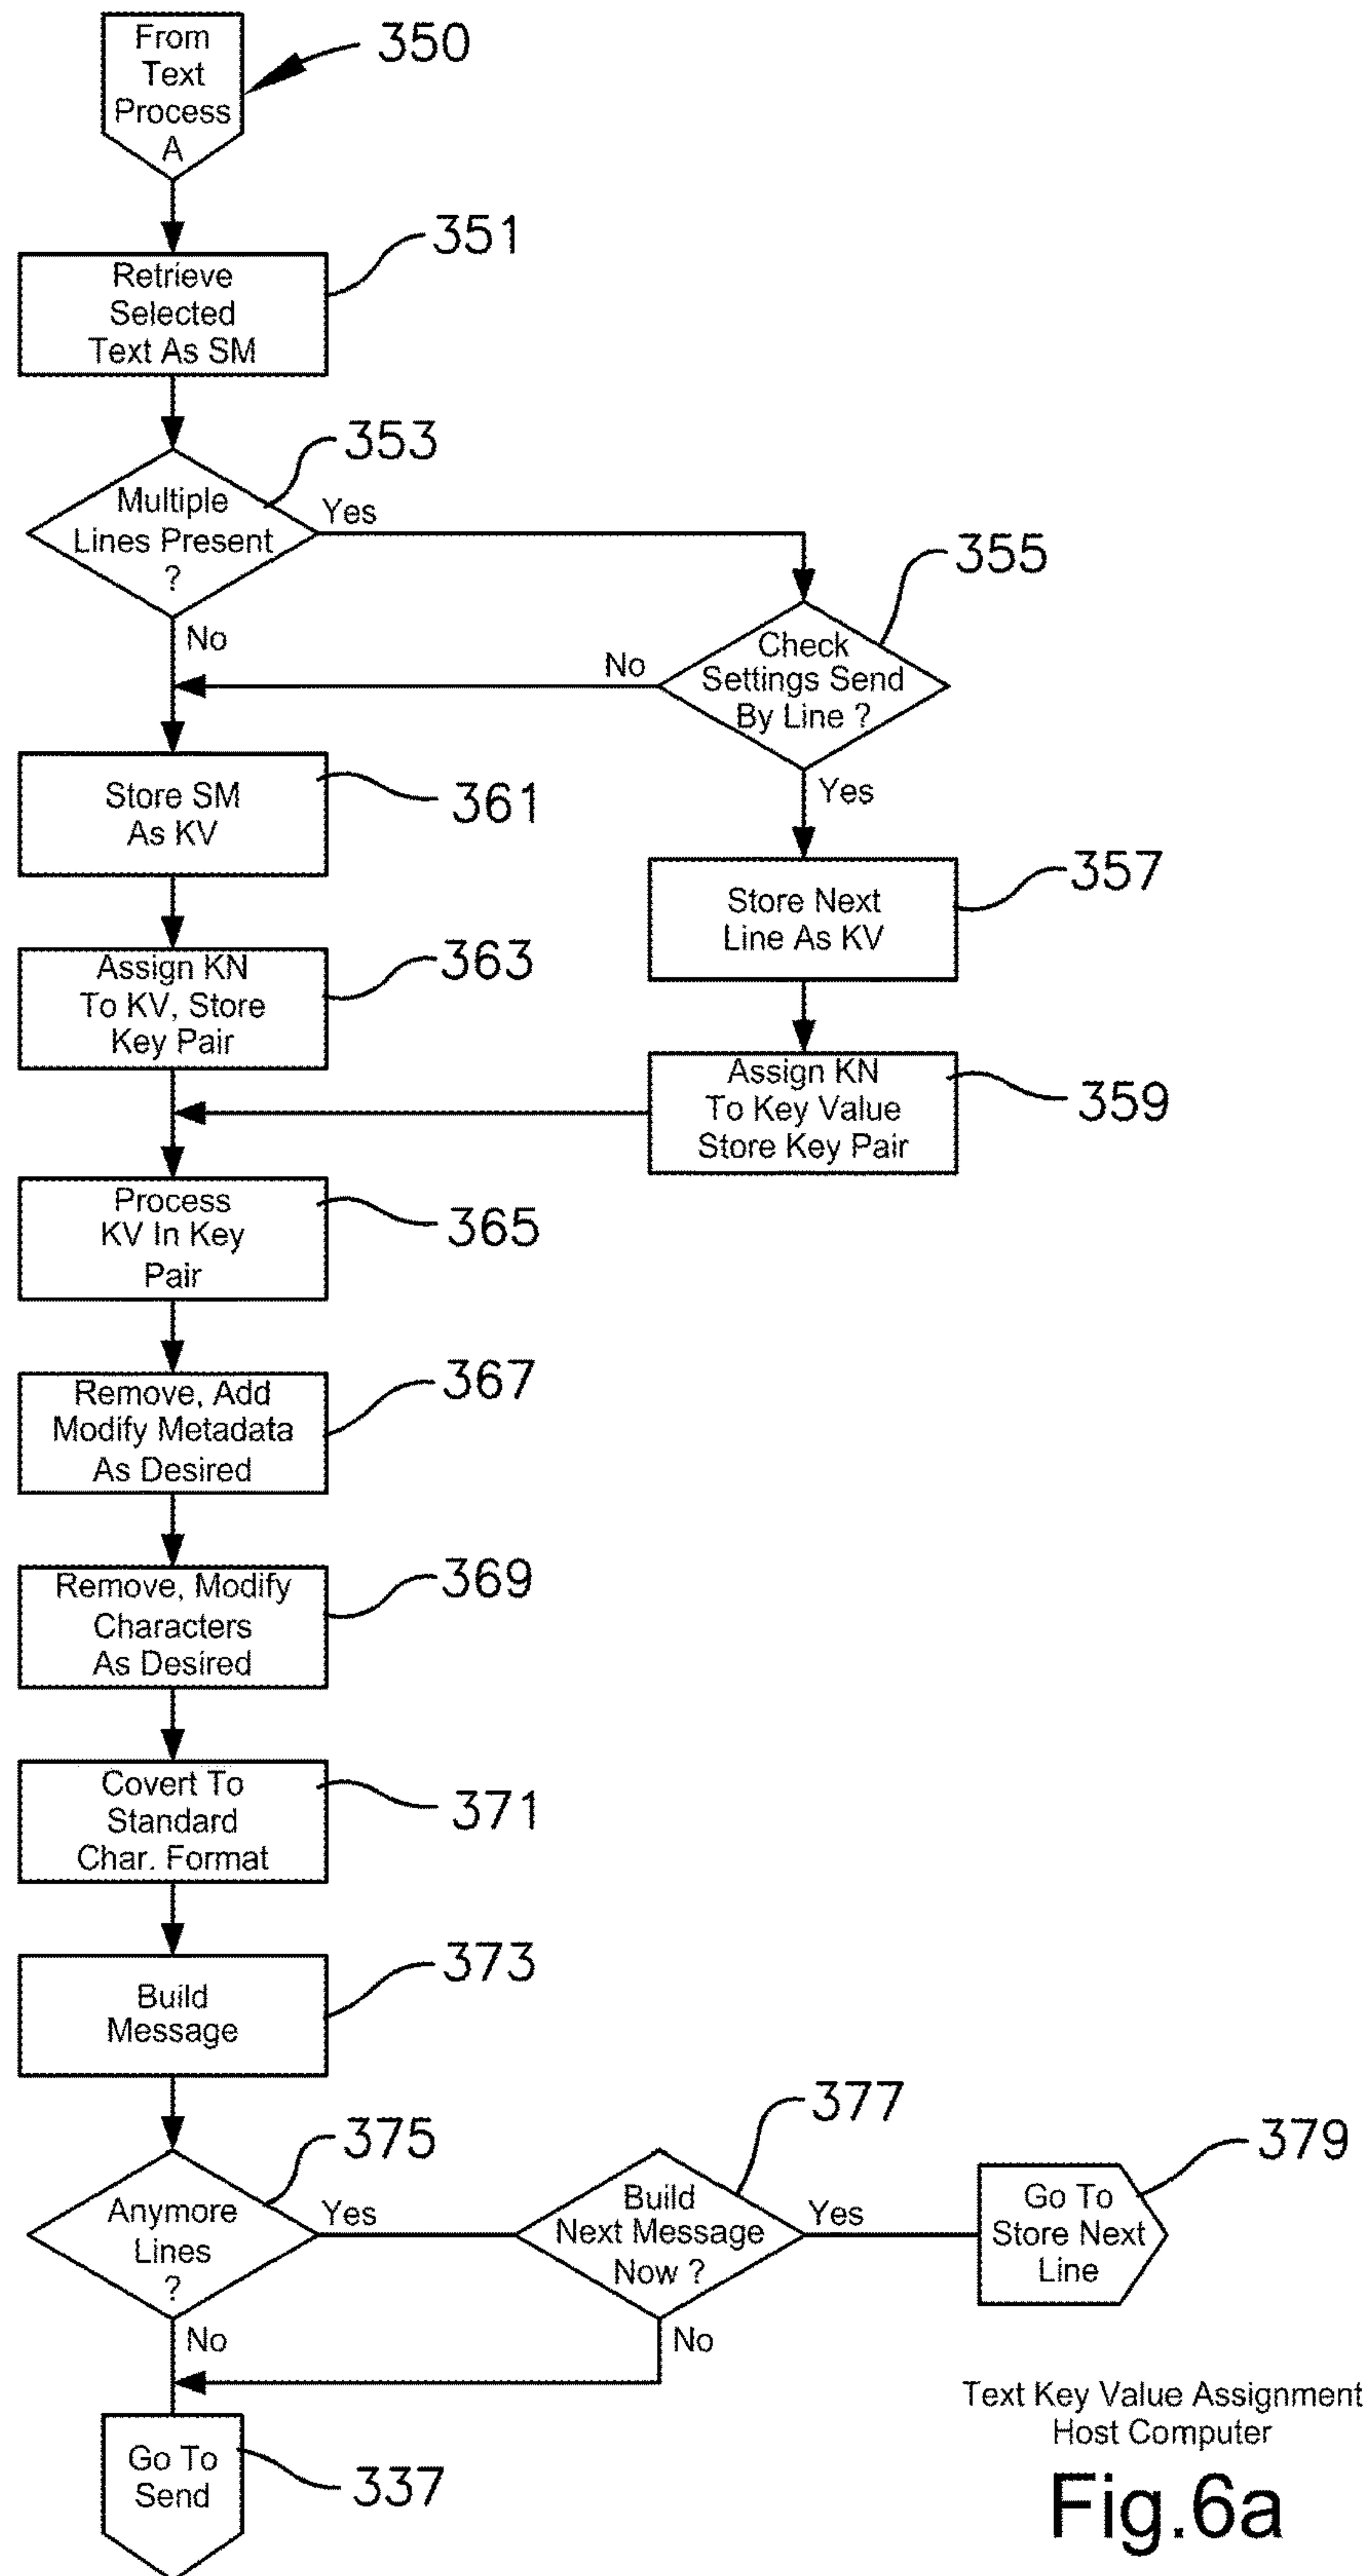 From
Text
Process
A
350
Retrieve
Selected
Text As SM
351
Multiple
Lines Present
?
353
Yes
No
Check
Settings Send
By Line ?
355
No
Yes
Store SM
As KV
361
Store Next
Line As KV
357
Assign KN
To KV, Store
Key Pair
363
Assign KN
To Key Value
Store Key Pair
359
Process
KV In Key
Pair
365
Remove, Add
Modify Metadata
As Desired
367
Remove, Modify
Characters
As Desired
369
Covert To
Standard
Char. Format
371
Build
Message
373
Anymore
Lines
?
375
Yes
No
Build
Next Message
Now ?
377
Yes
No
Go To
Store Next
Line
379
Go To
Send
337
Text Key Value Assignment
Host Computer
Fig.6a